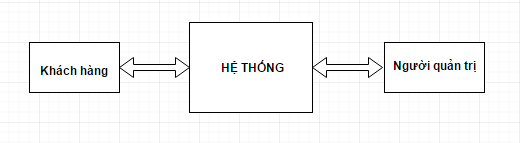 Khách hàng
HỆ THỐNG
Người quản trị